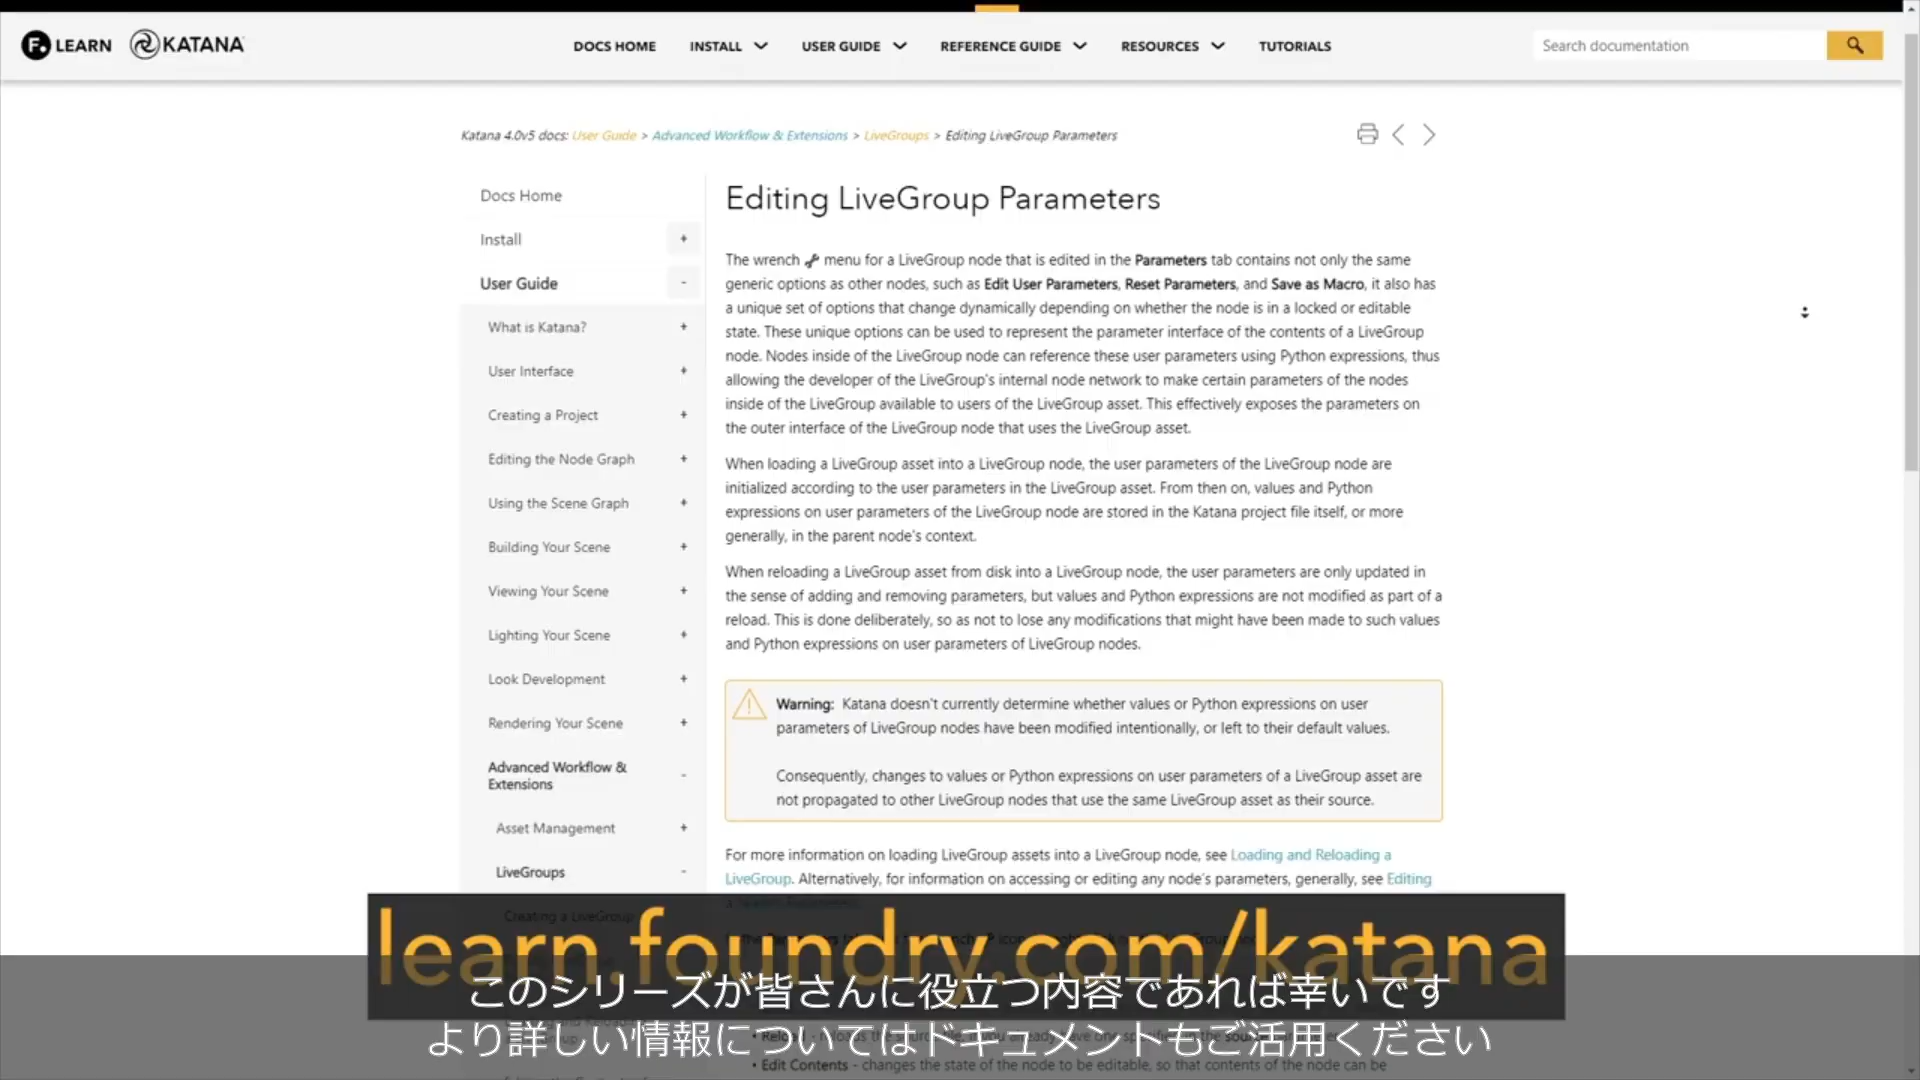 LEARN KATANA
DOCS HOME INSTALL USER GUIDE REFERENCE GUIDE RESOURCES TUTORIALS
Search documentation
Katana 4.0v5 docs: User Guide > Advanced Workflow & Extensions > LiveGroups > Editing LiveGroup Parameters
Docs Home
Install +
User Guide -
What is Katana? +
User Interface +
Creating a Project +
Editing the Node Graph +
Using the Scene Graph +
Building Your Scene +
Viewing Your Scene +
Lighting Your Scene +
Look Development +
Rendering Your Scene +
Advanced Workflow &
Extensions -
Asset Management +
LiveGroups -
Creating a LiveGroup
Editing LiveGroup Parameters
The wrench menu for a LiveGroup node that is edited in the Parameters tab contains not only the same
generic options as other nodes, such as Edit User Parameters, Reset Parameters, and Save as Macro, it also has
a unique set of options that change dynamically depending on whether the node is in a locked or editable
state. These unique options can be used to represent the parameter interface of the contents of a LiveGroup
node. Nodes inside of the LiveGroup node can reference these user parameters using Python expressions, thus
allowing the developer of the LiveGroup's internal node network to make certain parameters of the nodes
inside of the LiveGroup available to users of the LiveGroup asset. This effectively exposes the parameters on
the outer interface of the LiveGroup node that uses the LiveGroup asset.
When loading a LiveGroup asset into a LiveGroup node, the user parameters of the LiveGroup node are
initialized according to the user parameters in the LiveGroup asset. From then on, values and Python
expressions on user parameters of the LiveGroup node are stored in the Katana project file itself, or more
generally, in the parent node's context.
When reloading a LiveGroup asset from disk into a LiveGroup node, the user parameters are only updated in
the sense of adding and removing parameters, but values and Python expressions are not modified as part of a
reload. This is done deliberately, so as not to lose any modifications that might have been made to such values
and Python expressions on user parameters of LiveGroup nodes.
Warning: Katana doesn't currently determine whether values or Python expressions on user
parameters of LiveGroup nodes have been modified intentionally, or left to their default values.
Consequently, changes to values or Python expressions on user parameters of a LiveGroup asset are
not propagated to other LiveGroup nodes that use the same LiveGroup asset as their source.
For more information on loading LiveGroup assets into a LiveGroup node, see Loading and Reloading a
LiveGroup. Alternatively, for information on accessing or editing any node's parameters, generally, see Editing
learn.foundry.com/katana
このシリーズが皆さんに役立つ内容であれば幸いです
より詳しい情報についてはドキュメントもご活用ください
• Edit Contents - changes the state of the node to be editable, so that contents of the node can be